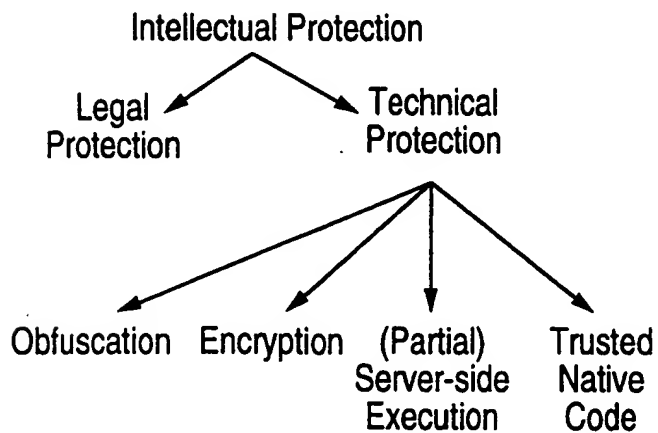 Intellectual Protection
Legal
Protection
Technical
Protection
Obfuscation
Encryption
(Partial)
Server-side
Execution
Trusted
Native
Code